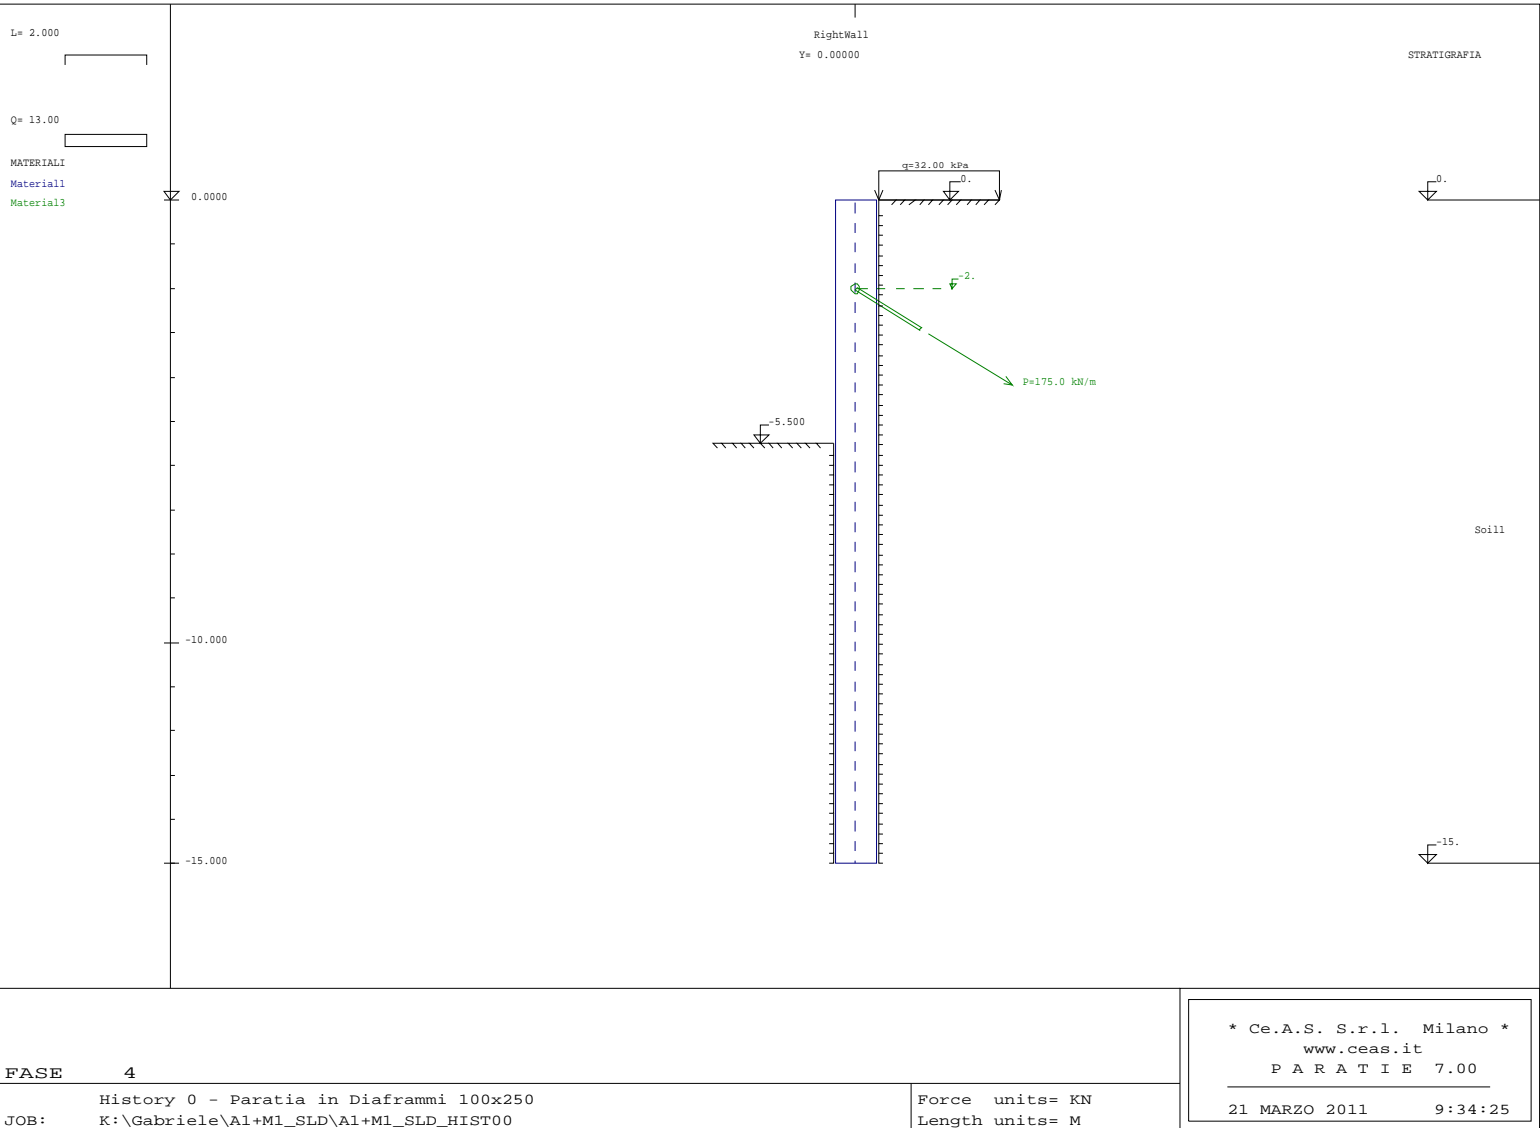 L= 2.000
RightWall
Y= 0.00000
STRATIGRAFIA
Q= 13.00
MATERIALI
Material1
Material3
0.0000
q=32.00 kPa
0.
0.
-2.
P=175.0 kN/m
-5.500
Soil1
-10.000
-15.000
-15.
* Ce.A.S. S.r.l. Milano *
www.ceas.it
P A R A T I E 7.00
21 MARZO 2011 9:34:25
FASE 4
History 0 - Paratia in Diaframmi 100x250
JOB: K:\Gabriele\A1+M1_SLD\A1+M1_SLD_HIST00
Force units= KN
Length units= M